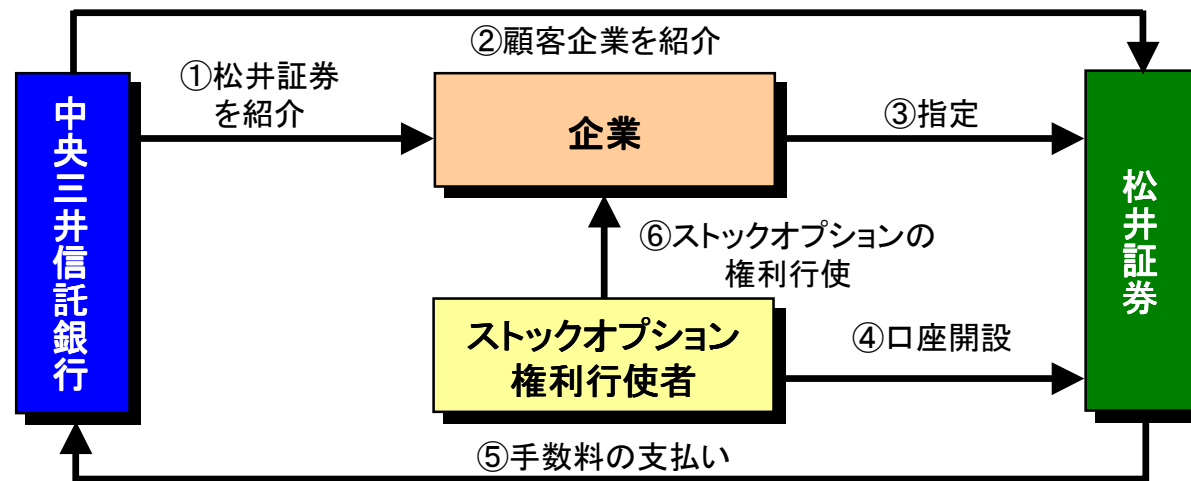 ②顧客企業を紹介
①松井証券
を紹介
中央三井信託銀行
企業
③指定
松井証券
⑥ストックオプションの
権利行使
ストックオプション
権利行使者
④口座開設
⑤手数料の支払い